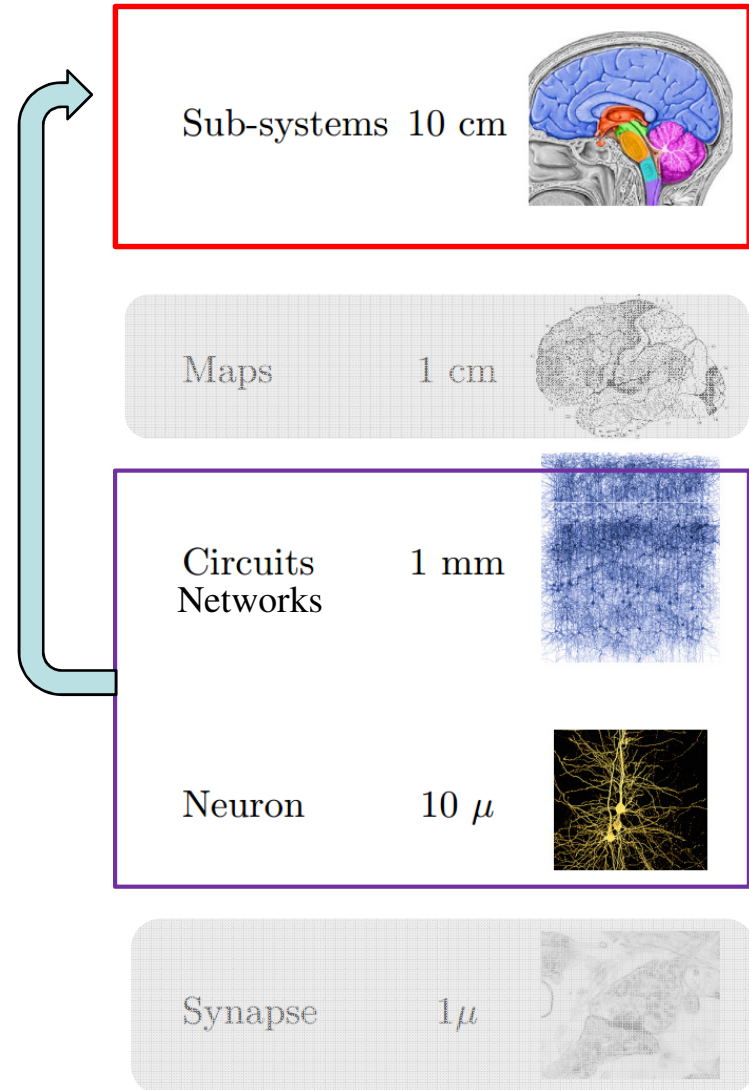 Sub-systems 10 cm
Maps 1 cm
Circuits 1 mm
Networks
Neuron 10 μ
Synapse 1μ